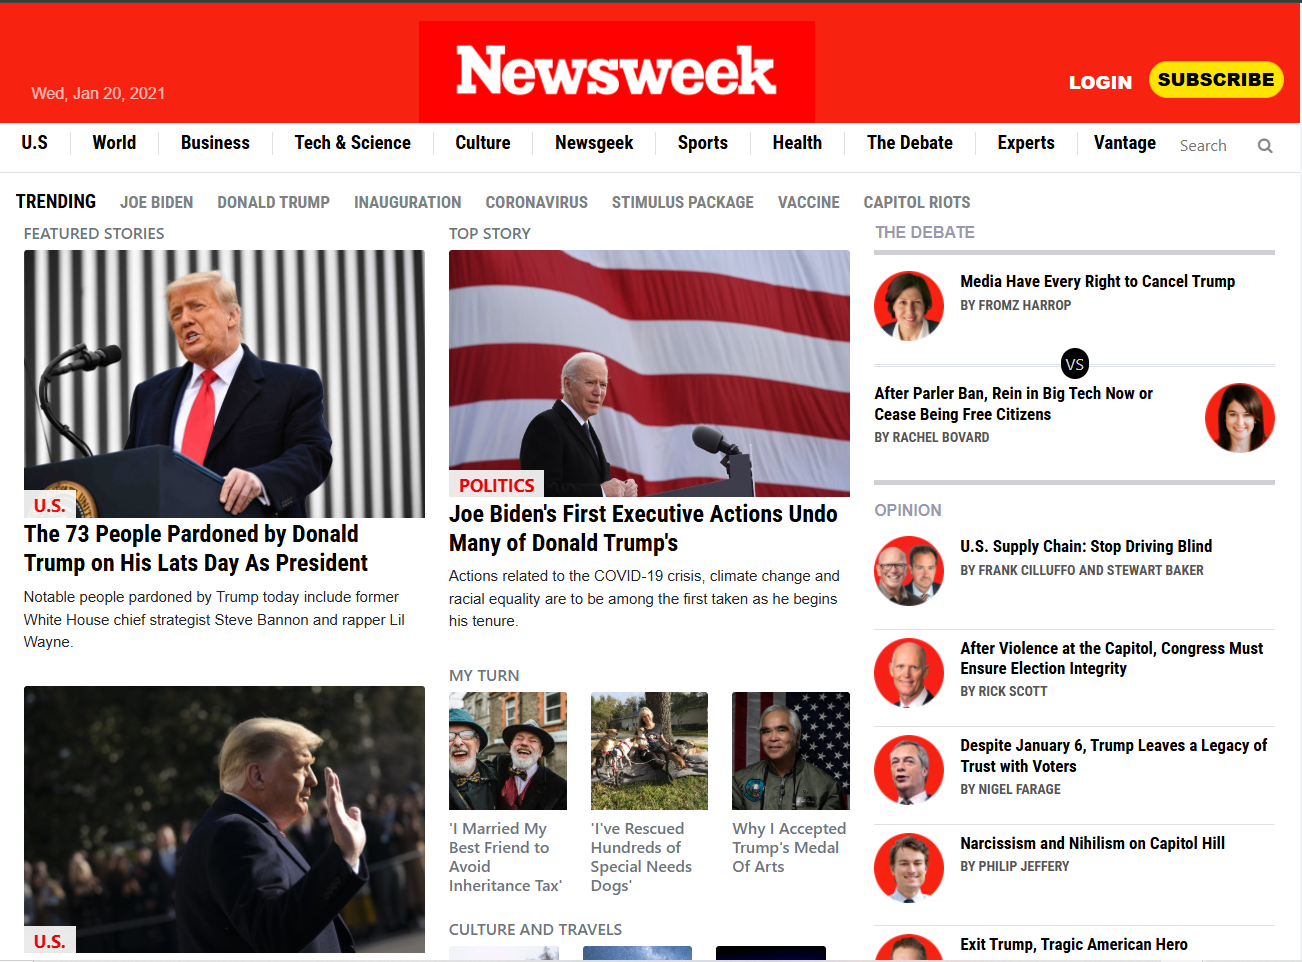 Newsweek
Wed, Jan 20, 2021
LOGIN
SUBSCRIBE
U.S
World
Business
Tech & Science
Culture
Newsgeek
Sports
Health
The Debate
Experts
Vantage
Search
TRENDING
JOE BIDEN
DONALD TRUMP
INAUGURATION
CORONAVIRUS
STIMULUS PACKAGE
VACCINE
CAPITOL RIOTS
FEATURED STORIES
U.S.
The 73 People Pardoned by Donald
Trump on His Lats Day As President
Notable people pardoned by Trump today include former
White House chief strategist Steve Bannon and rapper Lil
Wayne.
U.S.
TOP STORY
POLITICS
Joe Biden's First Executive Actions Undo
Many of Donald Trump's
Actions related to the COVID-19 crisis, climate change and
racial equality are to be among the first taken as he begins
his tenure.
MY TURN
'I Married My
Best Friend to
Avoid
Inheritance Tax'
'I've Rescued
Hundreds of
Special Needs
Dogs'
Why I Accepted
Trump's Medal
Of Arts
CULTURE AND TRAVELS
THE DEBATE
Media Have Every Right to Cancel Trump
BY FROMZ HARROP
VS
After Parler Ban, Rein in Big Tech Now or
Cease Being Free Citizens
BY RACHEL BOVARD
OPINION
U.S. Supply Chain: Stop Driving Blind
BY FRANK CILLUFFO AND STEWART BAKER
After Violence at the Capitol, Congress Must
Ensure Election Integrity
BY RICK SCOTT
Despite January 6, Trump Leaves a Legacy of
Trust with Voters
BY NIGEL FARAGE
Narcissism and Nihilism on Capitol Hill
BY PHILIP JEFFERY
Exit Trump, Tragic American Hero